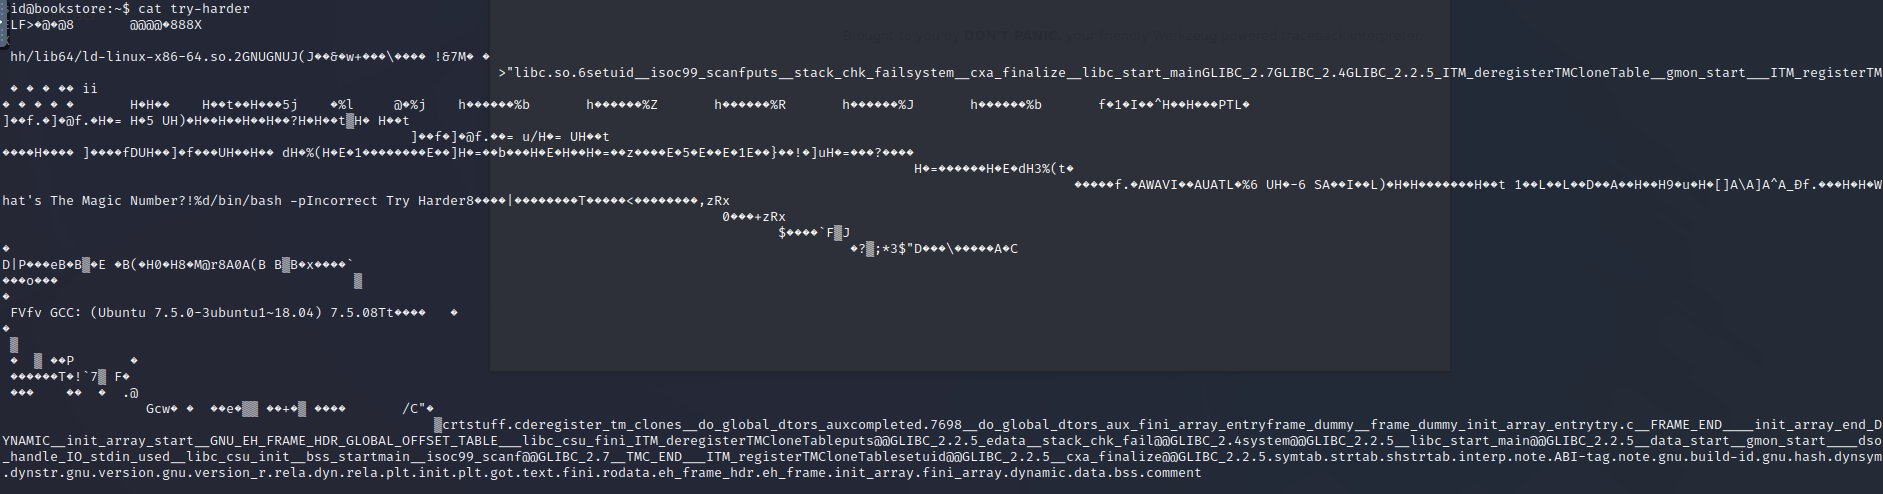 sid@bookstore:~$ cat try-harder
ELF>�@�@8       @@@@�888X
hh/lib64/ld-linux-x86-64.so.2GNUGNUJ(J��&�w+���\���� !&7M� �
>"libc.so.6setuid__isoc99_scanfputs__stack_chk_failsystem__cxa_finalize__libc_start_mainGLIBC_2.7GLIBC_2.4GLIBC_2.2.5_ITM_deregisterTMCloneTable__gmon_start___ITM_registerTM
� � � �� ii
� � � � �       H�H��    H��t��H���5j    �%l     @�%j    h������%b       h������%Z       h������%R       h������%J       h������%b        f�1�I��^H��H���PTL�
]��f.�]�@f.�H�= H�5 UH)�H��H��H��H��?H�H��t▒H� H��t
]��f�]�@f.��= u/H�= UH��t
����H���� ]����fDUH��]�f���UH��H�� dH�%(H�E�1��������E��]H�=��b���H�E�H��H�=��z����E�5�E��E�1E��}��!�]uH�=���?����
H�=������H�E�dH3%(t�
�����f.�AWAVI��AUATL�%6 UH�-6 SA��I��L)�H�H�������H��t 1��L��L��D��A��H��H9�u�H�[]A\A]A^A_Ðf.���H�H�W
hat's The Magic Number?!%d/bin/bash -pIncorrect Try Harder8����|���������T�����<���������,zRx
0���+zRx
$����`F▒J
�
�?▒;*3$"D���\�����A�C
D|P���eB�B▒�E �B(�H0�H8�M@r8A0A(B B▒B�x����`
���o���                                     ▒
�
FVfv GCC: (Ubuntu 7.5.0-3ubuntu1~18.04) 7.5.08Tt����   �
�
▒
�  ▒ ��P       �
������T�!`7▒ F�
���    ��  �  .@
Gcw� �  ��e�▒▒ ��+�▒ ����       /C"�
▒crtstuff.cderegister_tm_clones__do_global_dtors_auxcompleted.7698__do_global_dtors_aux_fini_array_entryframe_dummy__frame_dummy_init_array_entrytry.c__FRAME_END____init_array_end_D
YNAMIC__init_array_start__GNU_EH_FRAME_HDR_GLOBAL_OFFSET_TABLE___libc_csu_fini_ITM_deregisterTMCloneTableputs@@GLIBC_2.2.5_edata__stack_chk_fail@@GLIBC_2.4system@@GLIBC_2.2.5__libc_start_main@@GLIBC_2.2.5__data_start__gmon_start____dso
_handle_IO_stdin_used__libc_csu_init__bss_startmain__isoc99_scanf@@GLIBC_2.7__TMC_END___ITM_registerTMCloneTablesetuid@@GLIBC_2.2.5__cxa_finalize@@GLIBC_2.2.5.symtab.strtab.shstrtab.interp.note.ABI-tag.note.gnu.build-id.gnu.hash.dynsym
.dynstr.gnu.version.gnu.version_r.rela.dyn.rela.plt.init.plt.got.text.fini.rodata.eh_frame_hdr.eh_frame.init_array.fini_array.dynamic.data.bss.comment